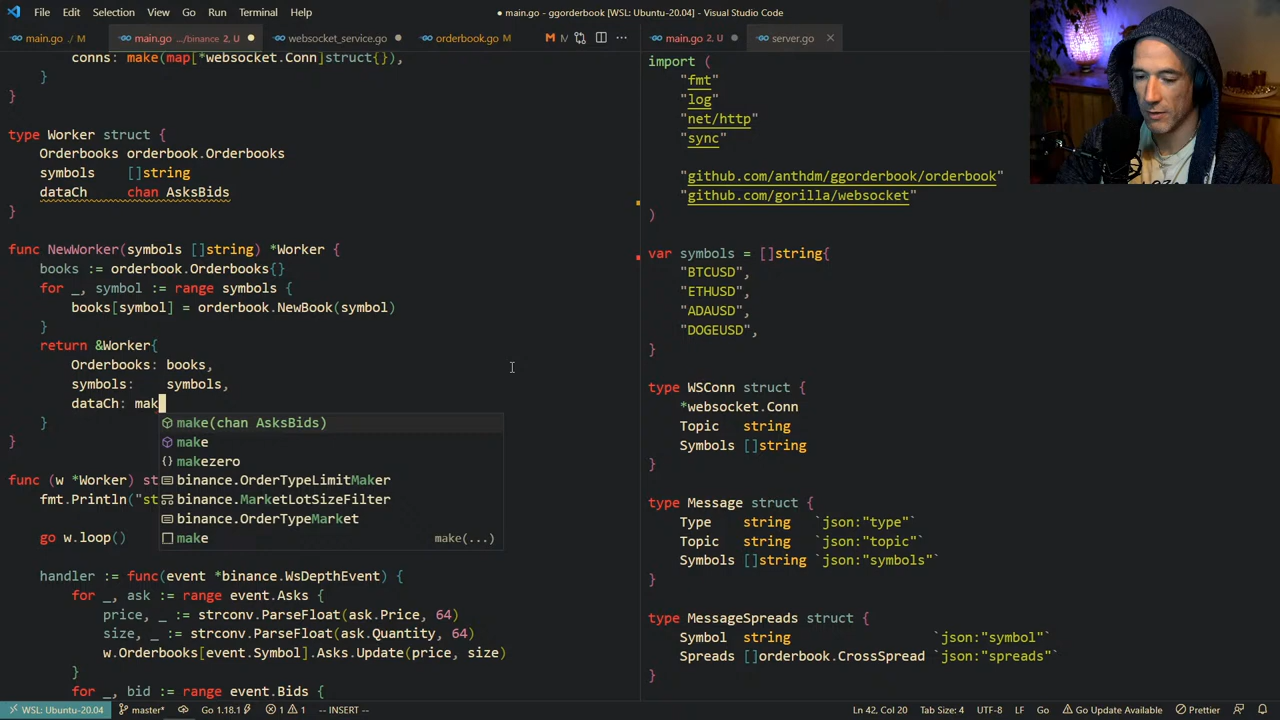 File Edit Selection View Go Run Terminal Help
● main.go - ggorderbook [WSL: Ubuntu-20.04] - Visual Studio Code
main.go ./ M
main.go .../binance 2, U ●
websocket_service.go ●
orderbook.go M
main.go 2, U ●
server.go ×
conns: make(map[*websocket.Conn]struct{}),
}
}
type Worker struct {
Orderbooks orderbook.Orderbooks
symbols []string
dataCh chan AsksBids
}
func NewWorker(symbols []string) *Worker {
books := orderbook.Orderbooks{}
for _, symbol := range symbols {
books[symbol] = orderbook.NewBook(symbol)
}
return &Worker{
Orderbooks: books,
symbols: symbols,
dataCh: mak
}
}
make(chan AsksBids)
make
makezero
binance.OrderTypeLimitMaker
binance.MarketLotSizeFilter
binance.OrderTypeMarket
make make(...)
func (w *Worker) st
fmt.Println("st
go w.loop()
handler := func(event *binance.WsDepthEvent) {
for _, ask := range event.Asks {
price, _ := strconv.ParseFloat(ask.Price, 64)
size, _ := strconv.ParseFloat(ask.Quantity, 64)
w.Orderbooks[event.Symbol].Asks.Update(price, size)
}
for _, bid := range event.Bids {
import (
"fmt"
"log"
"net/http"
"sync"
"github.com/anthdm/ggorderbook/orderbook"
"github.com/gorilla/websocket"
)
var symbols = []string{
"BTCUSD",
"ETHUSD",
"ADAUSD",
"DOGEUSD",
}
type WSConn struct {
*websocket.Conn
Topic string
Symbols []string
}
type Message struct {
Type string `json:"type"`
Topic string `json:"topic"`
Symbols []string `json:"symbols"`
}
type MessageSpreads struct {
Symbol string `json:"symbol"`
Spreads []orderbook.CrossSpread `json:"spreads"`
}
WSL: Ubuntu-20.04 master* Go 1.18.1 1 1 -- INSERT -- Ln 42, Col 20 Tab Size: 4 UTF-8 LF Go Go Update Available Prettier